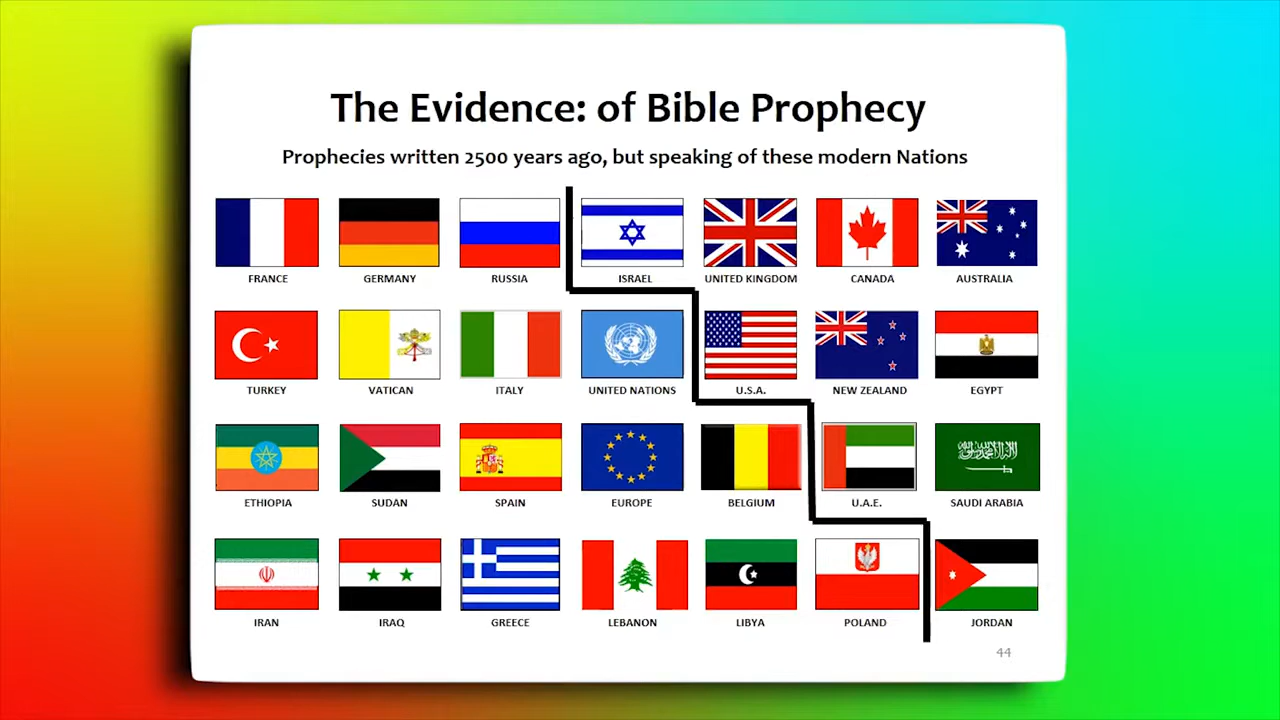 The Evidence: of Bible Prophecy
Prophecies written 2500 years ago, but speaking of these modern Nations
FRANCE GERMANY RUSSIA ISRAEL UNITED KINGDOM CANADA AUSTRALIA
TURKEY VATICAN ITALY UNITED NATIONS U.S.A. NEW ZEALAND EGYPT
ETHIOPIA SUDAN SPAIN EUROPE BELGIUM U.A.E. SAUDI ARABIA
IRAN IRAQ GREECE LEBANON LIBYA POLAND JORDAN
44